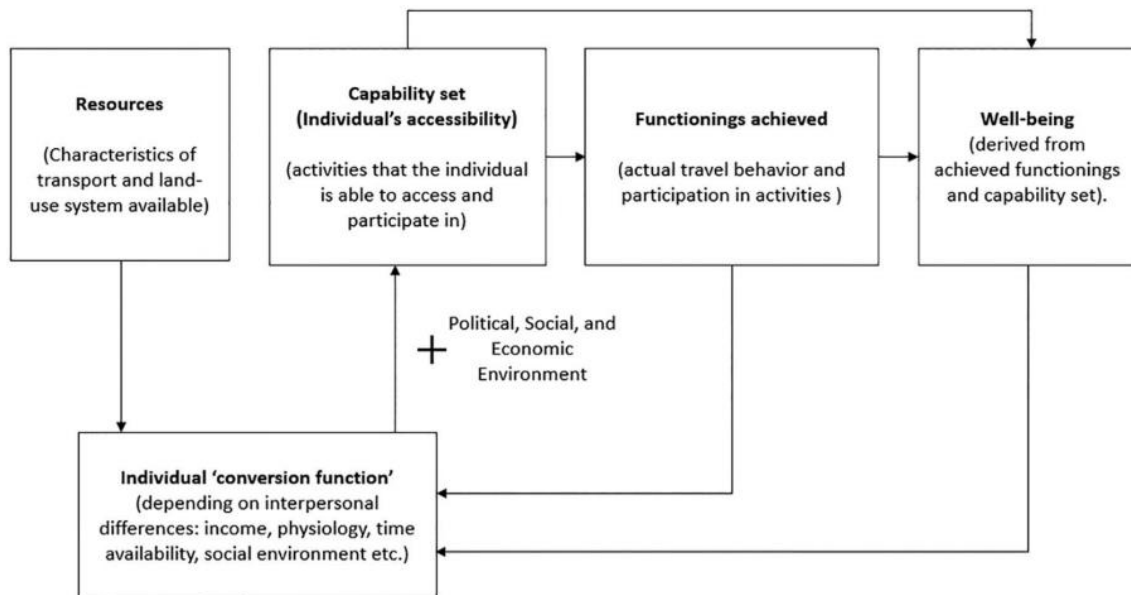 Resources
(Characteristics of
transport and land-
use system available)
Capability set
(Individual's accessibility)
(activities that the individual
is able to access and
participate in)
Functionings achieved
(actual travel behavior and
participation in activities )
Well-being
(derived from
achieved functionings
and capability set).
+
Political, Social, and
Economic
Environment
Individual ‘conversion function’
(depending on interpersonal
differences: income, physiology, time
availability, social environment etc.)